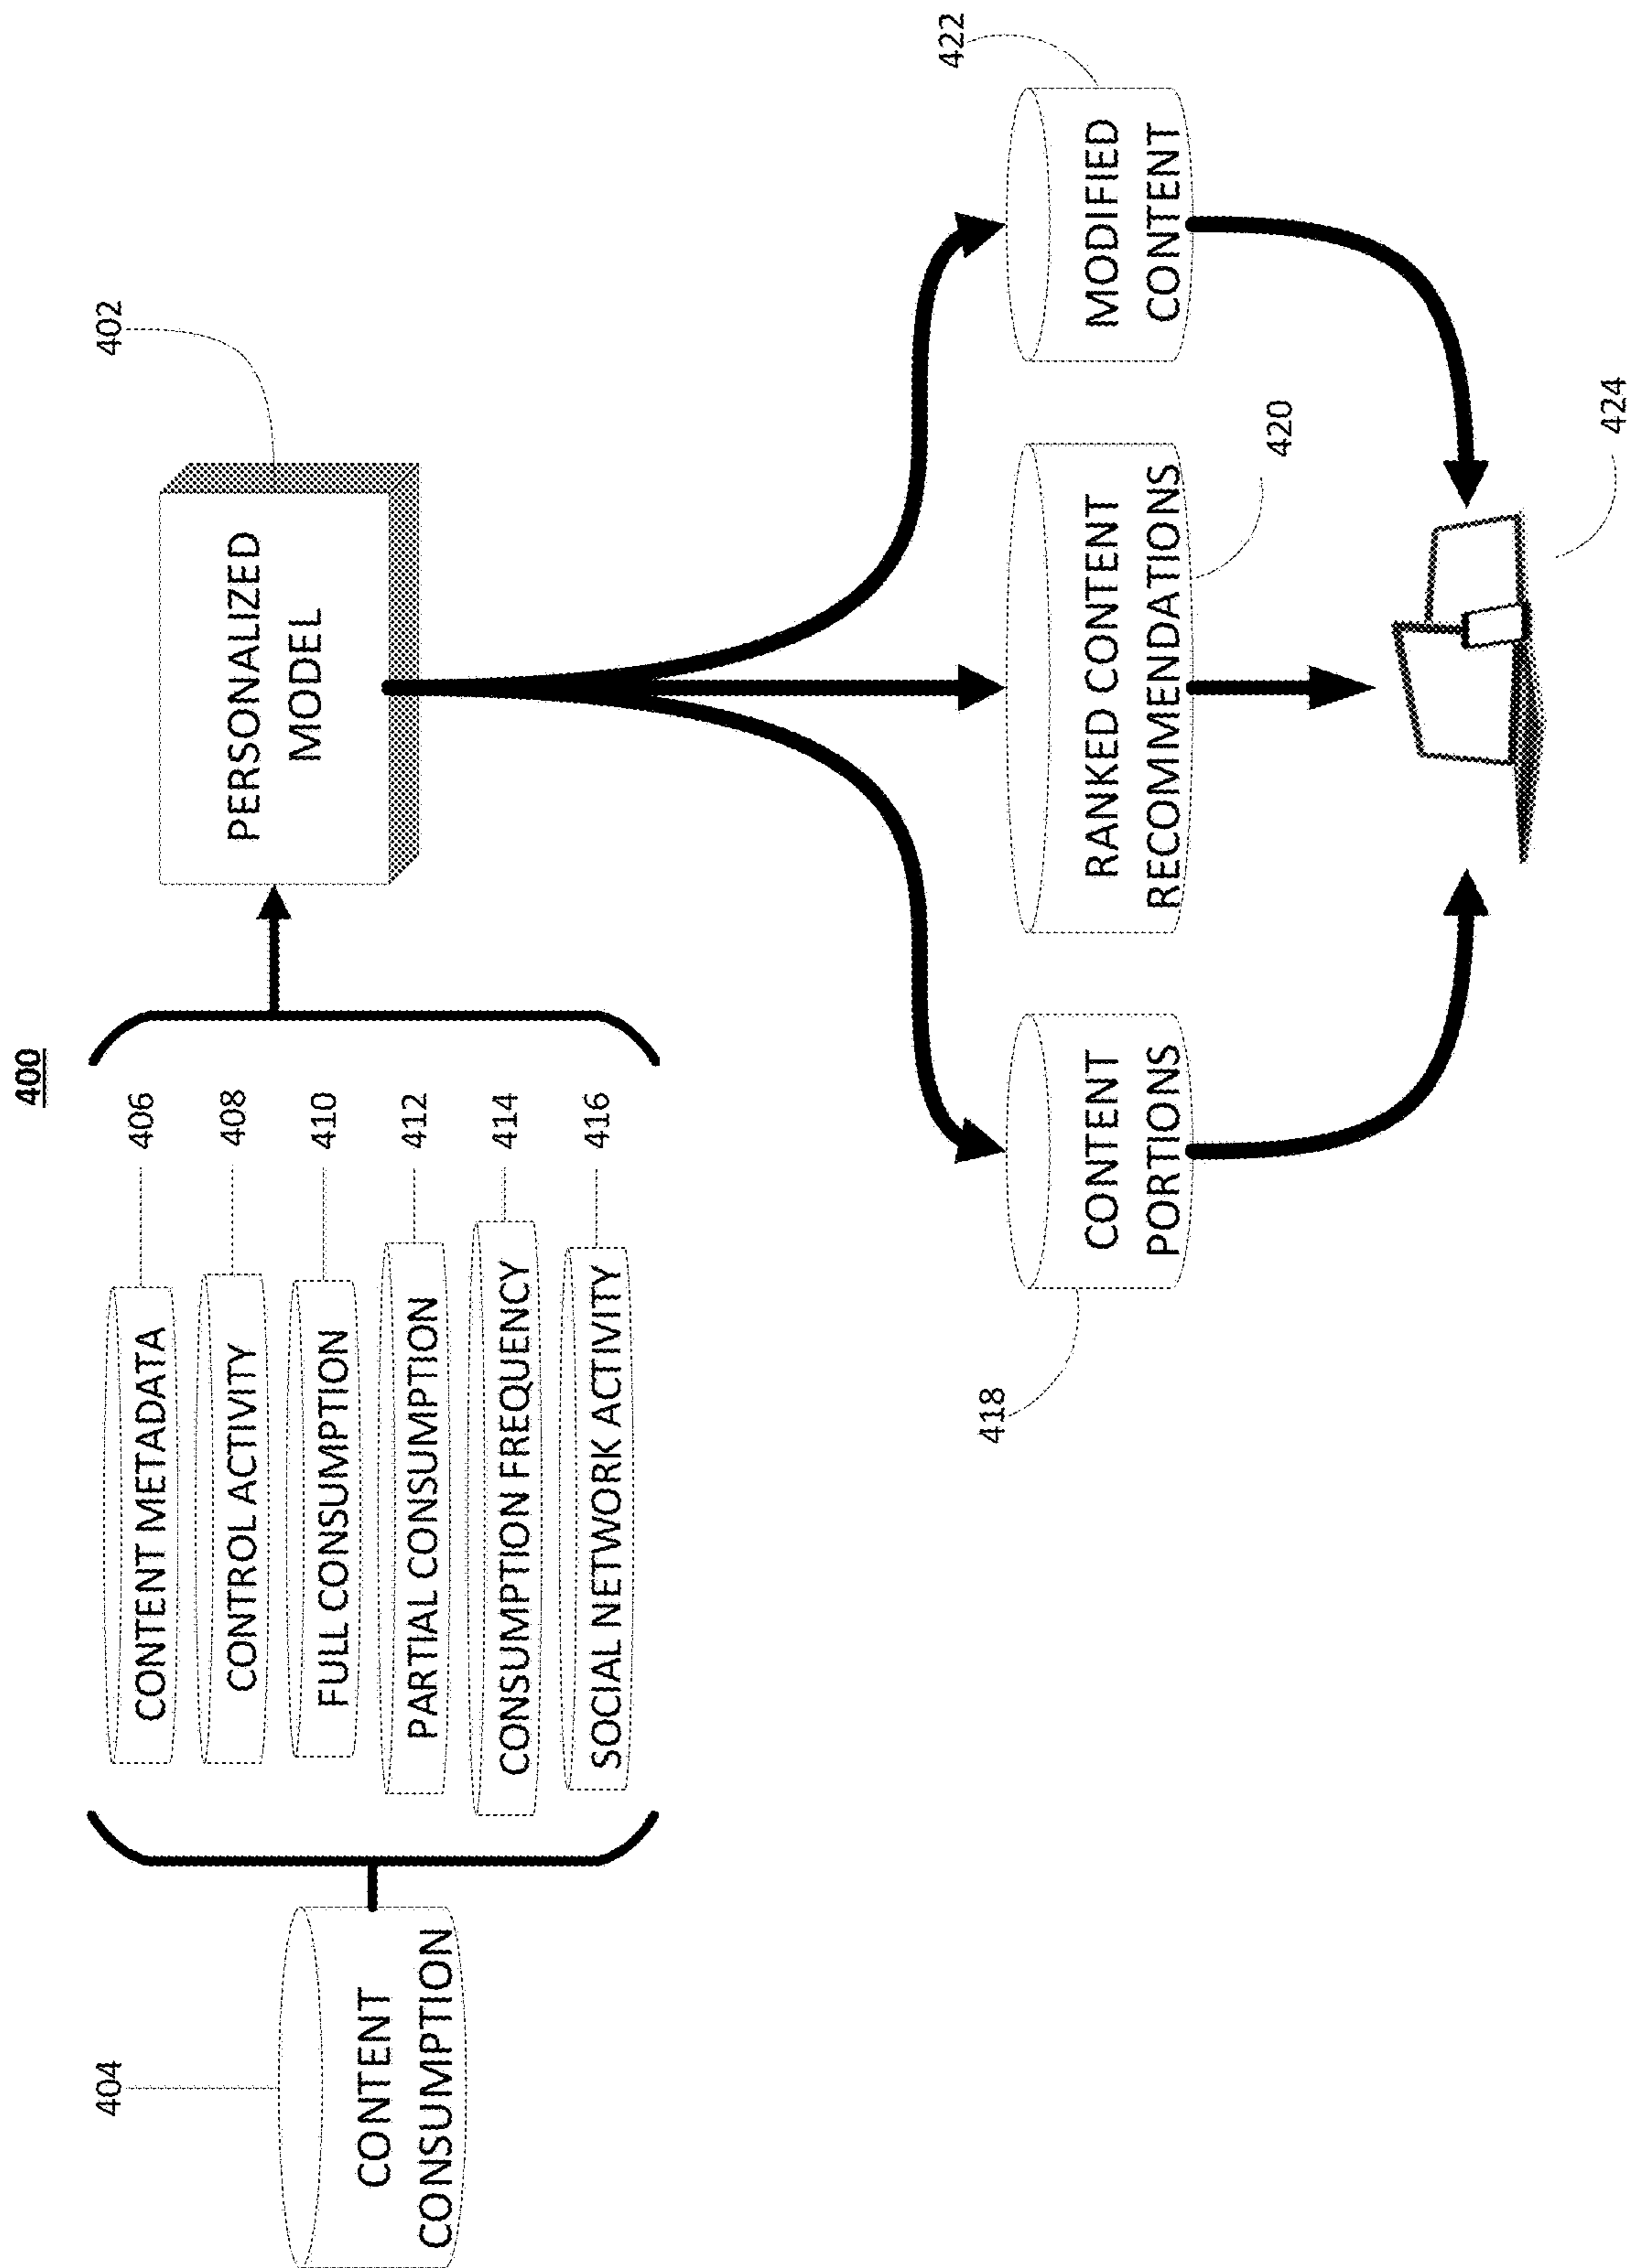 400
404
CONTENT
CONSUMPTION
CONTENT METADATA
406
CONTROL ACTIVITY
408
FULL CONSUMPTION
410
PARTIAL CONSUMPTION
412
CONSUMPTION FREQUENCY
414
SOCIAL NETWORK ACTIVITY
416
402
PERSONALIZED
MODEL
418
CONTENT
PORTIONS
RANKED CONTENT
RECOMMENDATIONS
420
422
MODIFIED
CONTENT
424